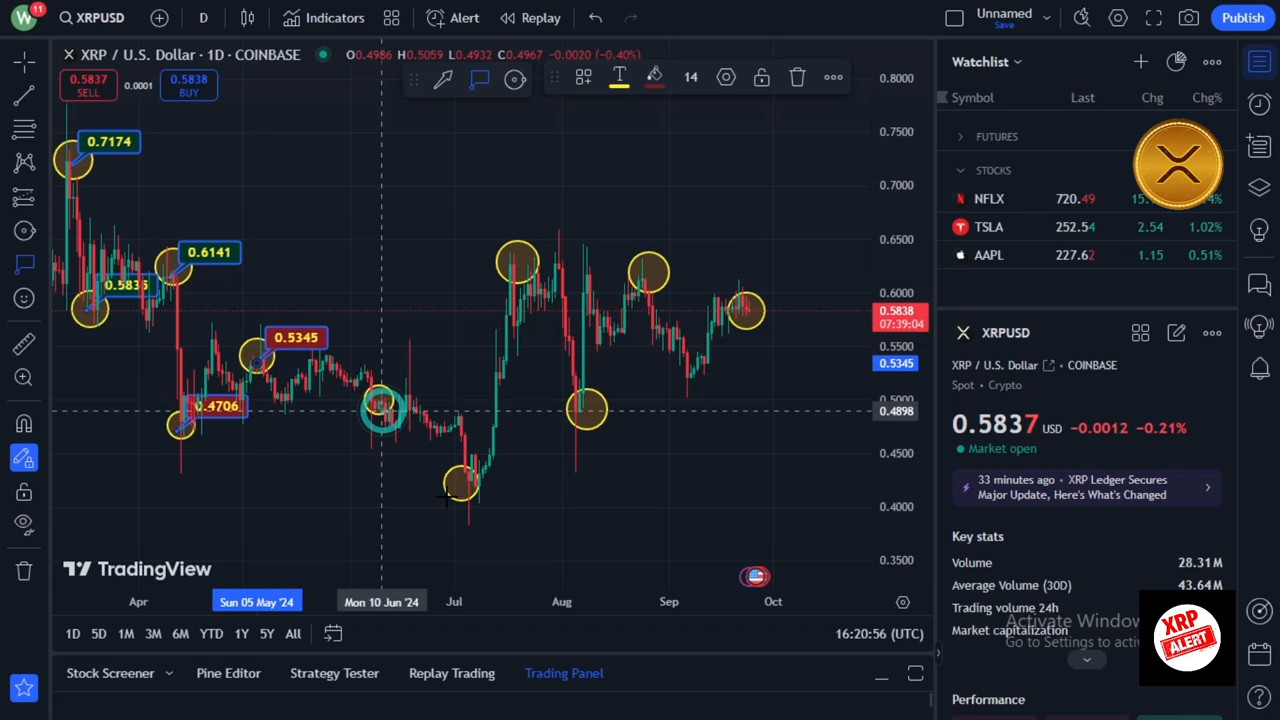 W 11 XRPUSD D Indicators Alert Replay Unnamed Save Publish
XRP / U.S. Dollar · 1D · COINBASE O0.4986 H0.5059 L0.4932 C0.4967 -0.0020 (-0.40%)
0.5837 SELL 0.0001 0.5838 BUY
14
0.7174
0.6141
0.5835
0.5345
0.4706
0.8000
0.7500
0.7000
0.6500
0.6000
0.5838
07:39:04
0.5500
0.5345
0.5000
0.4898
0.4500
0.4000
0.3500
TradingView
Apr Sun 05 May '24 Mon 10 Jun '24 Jul Aug Sep Oct
1D 5D 1M 3M 6M YTD 1Y 5Y All 16:20:56 (UTC)
Stock Screener Pine Editor Strategy Tester Replay Trading Trading Panel
Watchlist
Symbol Last Chg Chg%
FUTURES
STOCKS
NFLX 720.49
TSLA 252.54 2.54 1.02%
AAPL 227.62 1.15 0.51%
XRPUSD
XRP / U.S. Dollar COINBASE
Spot • Crypto
0.5837 USD -0.0012 -0.21%
Market open
33 minutes ago • XRP Ledger Secures
Major Update, Here's What's Changed
Key stats
Volume 28.31M
Average Volume (30D) 43.64M
Trading volume 24h
Market capitalization
Activate Windows
Go to Settings to
XRP
ALERT
Performance